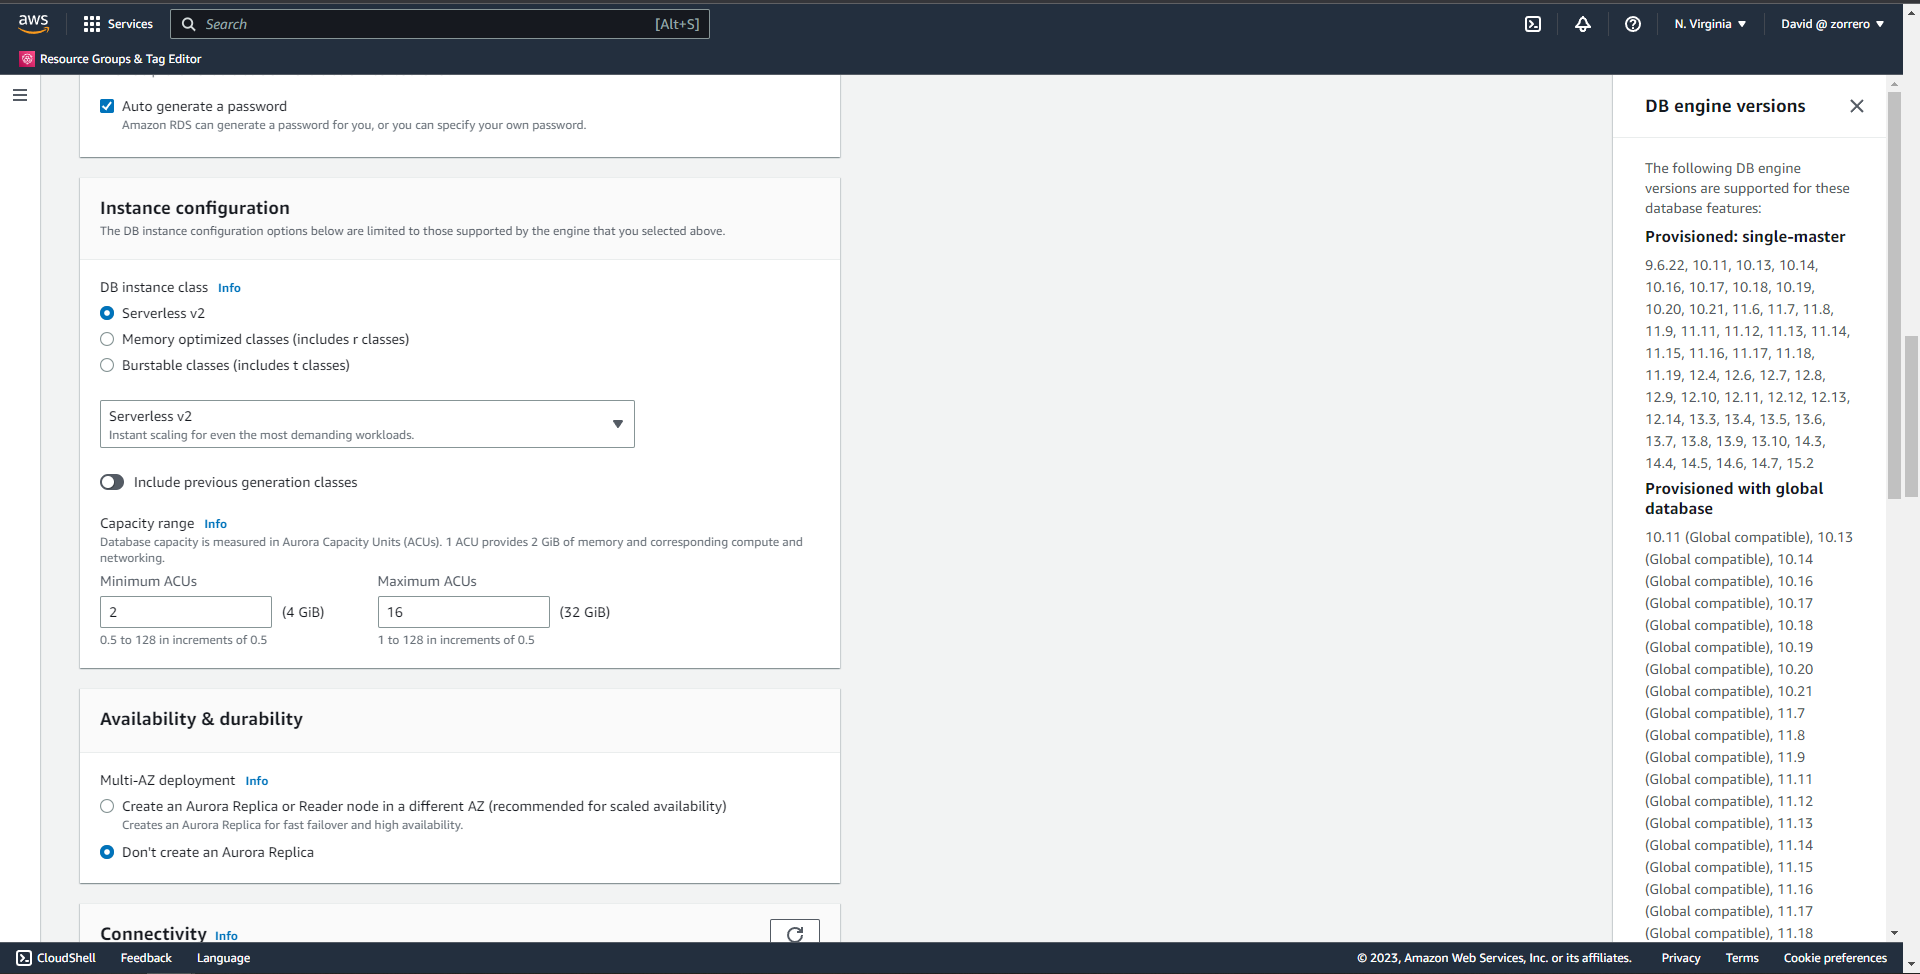 aws
Services
Search
[Alt+S]
N. Virginia
David @ zorrero
Resource Groups & Tag Editor
Auto generate a password
Amazon RDS can generate a password for you, or you can specify your own password.
Instance configuration
The DB instance configuration options below are limited to those supported by the engine that you selected above.
DB instance class Info
Serverless v2
Memory optimized classes (includes r classes)
Burstable classes (includes t classes)
Serverless v2
Instant scaling for even the most demanding workloads.
Include previous generation classes
Capacity range Info
Database capacity is measured in Aurora Capacity Units (ACUs). 1 ACU provides 2 GiB of memory and corresponding compute and
networking.
Minimum ACUs
2
(4 GiB)
0.5 to 128 in increments of 0.5
Maximum ACUs
16
(32 GiB)
1 to 128 in increments of 0.5
Availability & durability
Multi-AZ deployment Info
Create an Aurora Replica or Reader node in a different AZ (recommended for scaled availability)
Creates an Aurora Replica for fast failover and high availability.
Don't create an Aurora Replica
Connectivity Info
DB engine versions
The following DB engine
versions are supported for these
database features:
Provisioned: single-master
9.6.22, 10.11, 10.13, 10.14,
10.16, 10.17, 10.18, 10.19,
10.20, 10.21, 11.6, 11.7, 11.8,
11.9, 11.11, 11.12, 11.13, 11.14,
11.15, 11.16, 11.17, 11.18,
11.19, 12.4, 12.6, 12.7, 12.8,
12.9, 12.10, 12.11, 12.12, 12.13,
12.14, 13.3, 13.4, 13.5, 13.6,
13.7, 13.8, 13.9, 13.10, 14.3,
14.4, 14.5, 14.6, 14.7, 15.2
Provisioned with global
database
10.11 (Global compatible), 10.13
(Global compatible), 10.14
(Global compatible), 10.16
(Global compatible), 10.17
(Global compatible), 10.18
(Global compatible), 10.19
(Global compatible), 10.20
(Global compatible), 10.21
(Global compatible), 11.7
(Global compatible), 11.8
(Global compatible), 11.9
(Global compatible), 11.11
(Global compatible), 11.12
(Global compatible), 11.13
(Global compatible), 11.14
(Global compatible), 11.15
(Global compatible), 11.16
(Global compatible), 11.17
(Global compatible), 11.18
CloudShell
Feedback
Language
© 2023, Amazon Web Services, Inc. or its affiliates.
Privacy
Terms
Cookie preferences